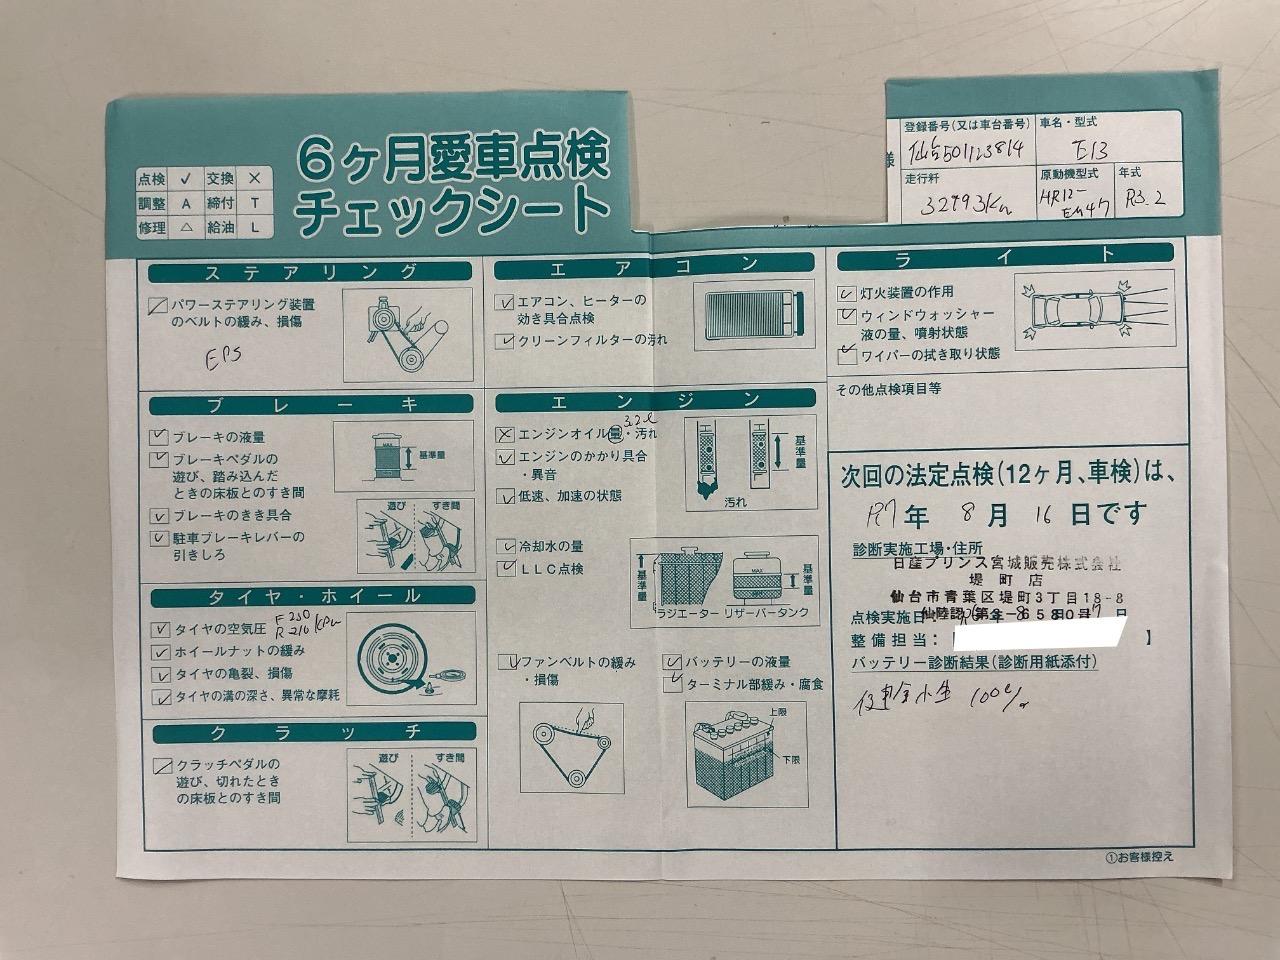 6ヶ月愛車点検
チェックシート
点検 ✓ 交換 ×
調整 A 締付 T
修理 △ 給油 L
様
登録番号(又は車台番号)
仙台501
車名・型式
E13
走行料
Km
原動機型式
HR12-
EM47
年式
R3.2
ステアリング
パワーステアリング装置
のベルトの緩み、損傷
EPS
ブレーキ
✓ブレーキの液量
✓ブレーキペダルの
遊び、踏み込んだ
ときの床板とのすき間
✓ブレーキのきき具合
✓駐車ブレーキレバーの
引きしろ
MAX
基準量
遊び すき間
タイヤ・ホイール
✓タイヤの空気圧
F 230
R 210 KPa
✓ホイールナットの緩み
✓タイヤの亀裂、損傷
✓タイヤの溝の深さ、異常な摩耗
クラッチ
クラッチペダルの
遊び、切れたとき
の床板とのすき間
遊び すき間
エアコン
✓エアコン、ヒーターの
効き具合点検
✓クリーンフィルターの汚れ
エンジン
3.2ℓ
×エンジンオイル量・汚れ
✓エンジンのかかり具合
・異音
✓低速、加速の状態
基準量
汚れ
✓冷却水の量
✓LLC点検
基準量
MAX
基準量
ラジエーター リザーバータンク
✓ファンベルトの緩み
・損傷
✓バッテリーの液量
✓ターミナル部緩み・腐食
上限
下限
ライト
✓灯火装置の作用
✓ウィンドウォッシャー
液の量、噴射状態
✓ワイパーの拭き取り状態
その他点検項目等
次回の法定点検(12ヶ月、車検)は、
R7年 8月 16日です
診断実施工場・住所
日産プリンス宮城販売株式会社
堤町店
仙台市青葉区堤町3丁目18-8
点検実施日: 年 月 日
整備担当: 】
バッテリー診断結果(診断用紙添付)
100%
①お客様控え